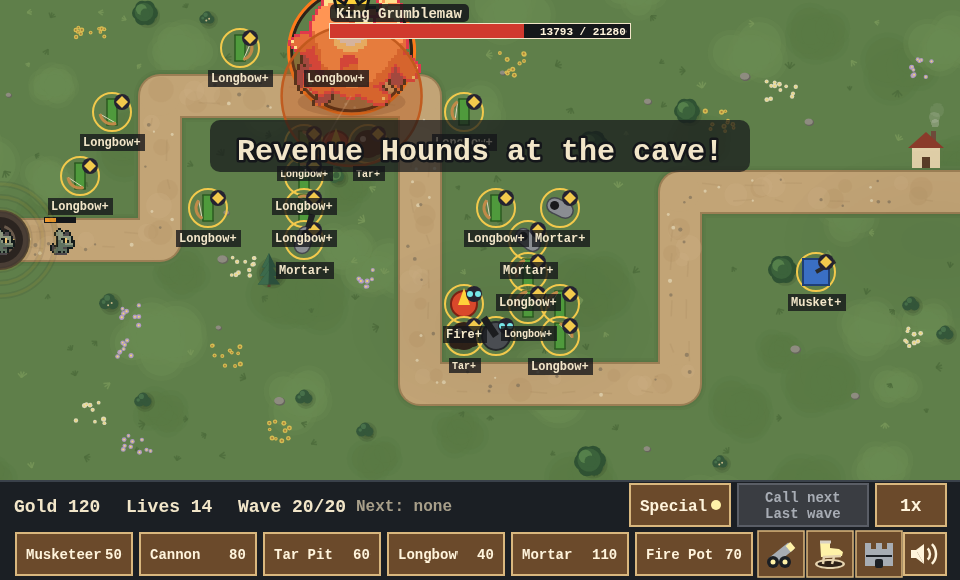 King Grumblemaw
13793 / 21280
Longbow+
Longbow+
Longbow+
Revenue Hounds at the cave!
Longbow+
Tar+
Longbow+
Longbow+
Longbow+
Longbow+
Longbow+
Mortar+
Mortar+
Mortar+
Musket+
Longbow+
Fire+
Longbow+
Tar+
Longbow+
Gold 120
Lives 14
Wave 20/20
Next: none
Special
Call next
Last wave
1x
Musketeer 50
Cannon 80
Tar Pit 60
Longbow 40
Mortar 110
Fire Pot 70